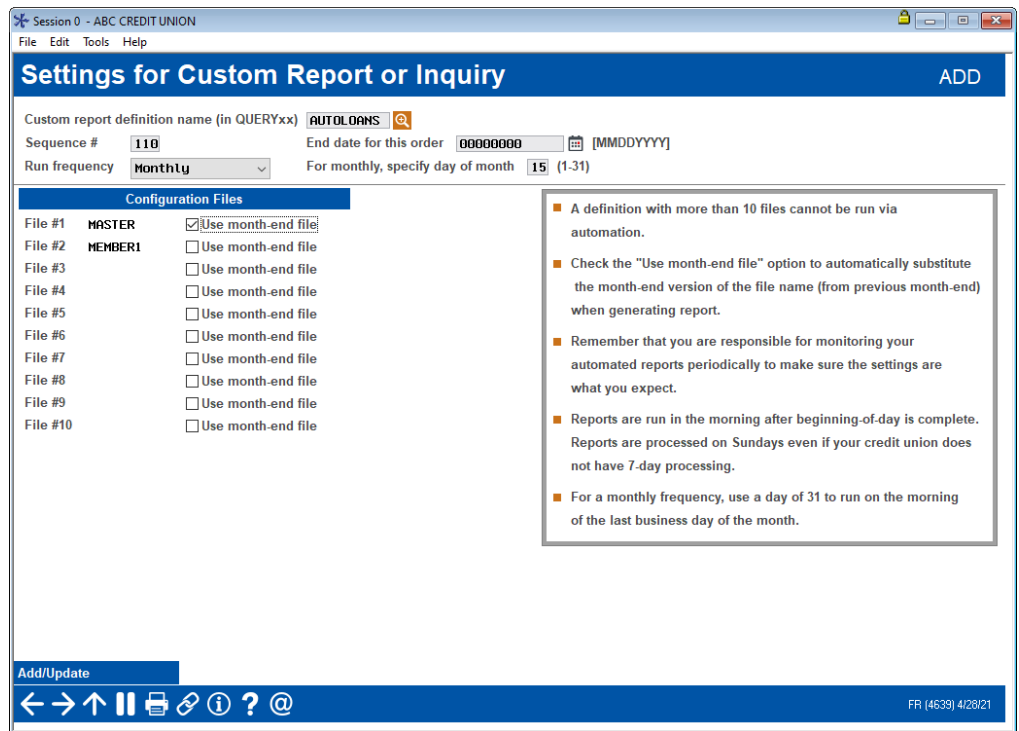 Session 0 - ABC CREDIT UNION
File Edit Tools Help
Settings for Custom Report or Inquiry
ADD
Custom report definition name (in QUERYxx) AUTOLOANS
Sequence # 110 End date for this order 00000000 [MMDDYYYY]
Run frequency Monthly For monthly, specify day of month 15 (1-31)
Configuration Files
File #1 MASTER Use month-end file
File #2 MEMBER1 Use month-end file
File #3 Use month-end file
File #4 Use month-end file
File #5 Use month-end file
File #6 Use month-end file
File #7 Use month-end file
File #8 Use month-end file
File #9 Use month-end file
File #10 Use month-end file
A definition with more than 10 files cannot be run via
automation.
Check the "Use month-end file" option to automatically substitute
the month-end version of the file name (from previous month-end)
when generating report.
Remember that you are responsible for monitoring your
automated reports periodically to make sure the settings are
what you expect.
Reports are run in the morning after beginning-of-day is complete.
Reports are processed on Sundays even if your credit union does
not have 7-day processing.
For a monthly frequency, use a day of 31 to run on the morning
of the last business day of the month.
Add/Update
FR (4639) 4/28/21